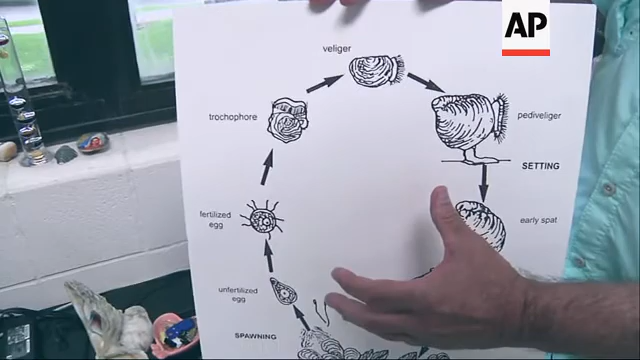 AP
veliger
trochophore
pediveliger
SETTING
fertilized
egg
early spat
unfertilized
egg
SPAWNING